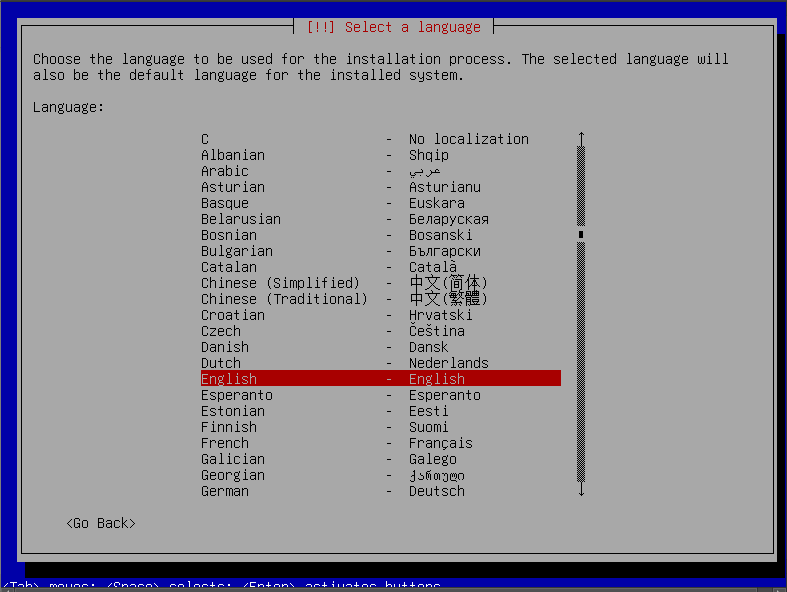 [!!] Select a language
Choose the language to be used for the installation process. The selected language will
also be the default language for the installed system.
Language:
C - No localization
Albanian - Shqip
Arabic - عربي
Asturian - Asturianu
Basque - Euskara
Belarusian - Беларуская
Bosnian - Bosanski
Bulgarian - Български
Catalan - Català
Chinese (Simplified) - 中文(简体)
Chinese (Traditional) - 中文(繁體)
Croatian - Hrvatski
Czech - Čeština
Danish - Dansk
Dutch - Nederlands
English - English
Esperanto - Esperanto
Estonian - Eesti
Finnish - Suomi
French - Français
Galician - Galego
Georgian - ქართული
German - Deutsch
<Go Back>
<Tab> moves; <Space> selects; <Enter> activates buttons